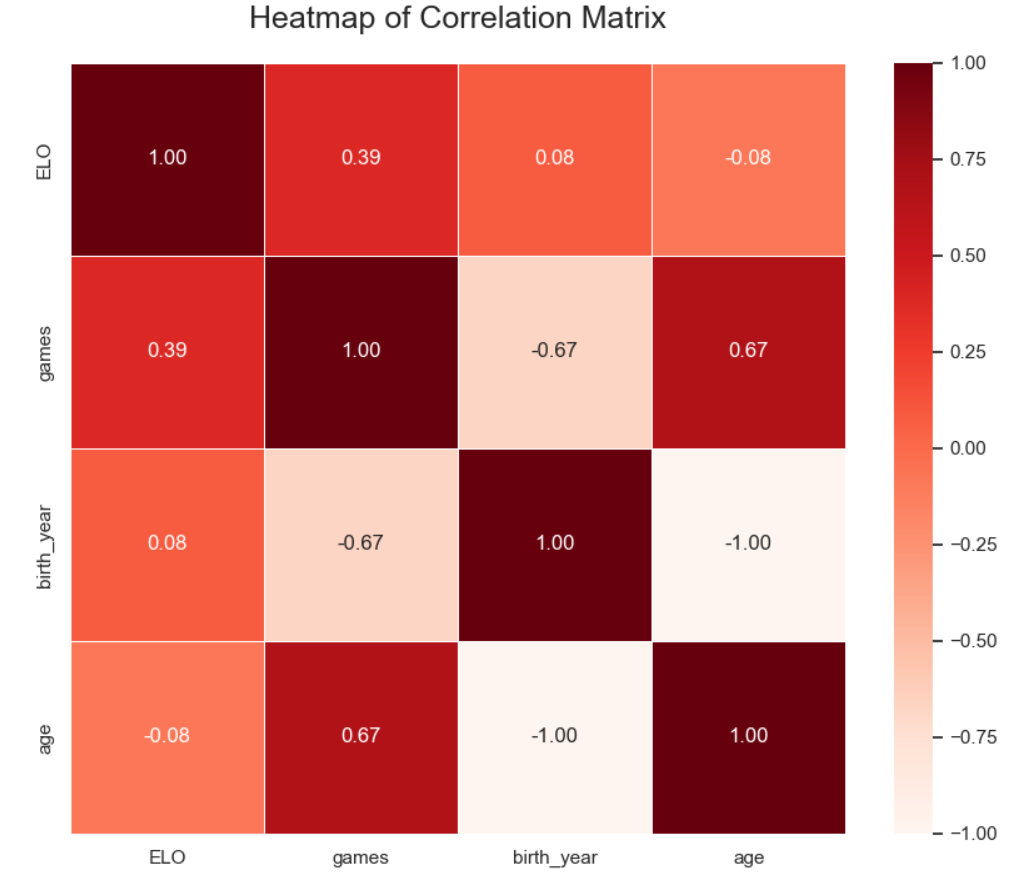 Heatmap of Correlation Matrix
ELO 1.00 0.39 0.08 -0.08
games 0.39 1.00 -0.67 0.67
birth_year 0.08 -0.67 1.00 -1.00
age -0.08 0.67 -1.00 1.00
ELO games birth_year age
1.00
0.75
0.50
0.25
0.00
−0.25
−0.50
−0.75
−1.00